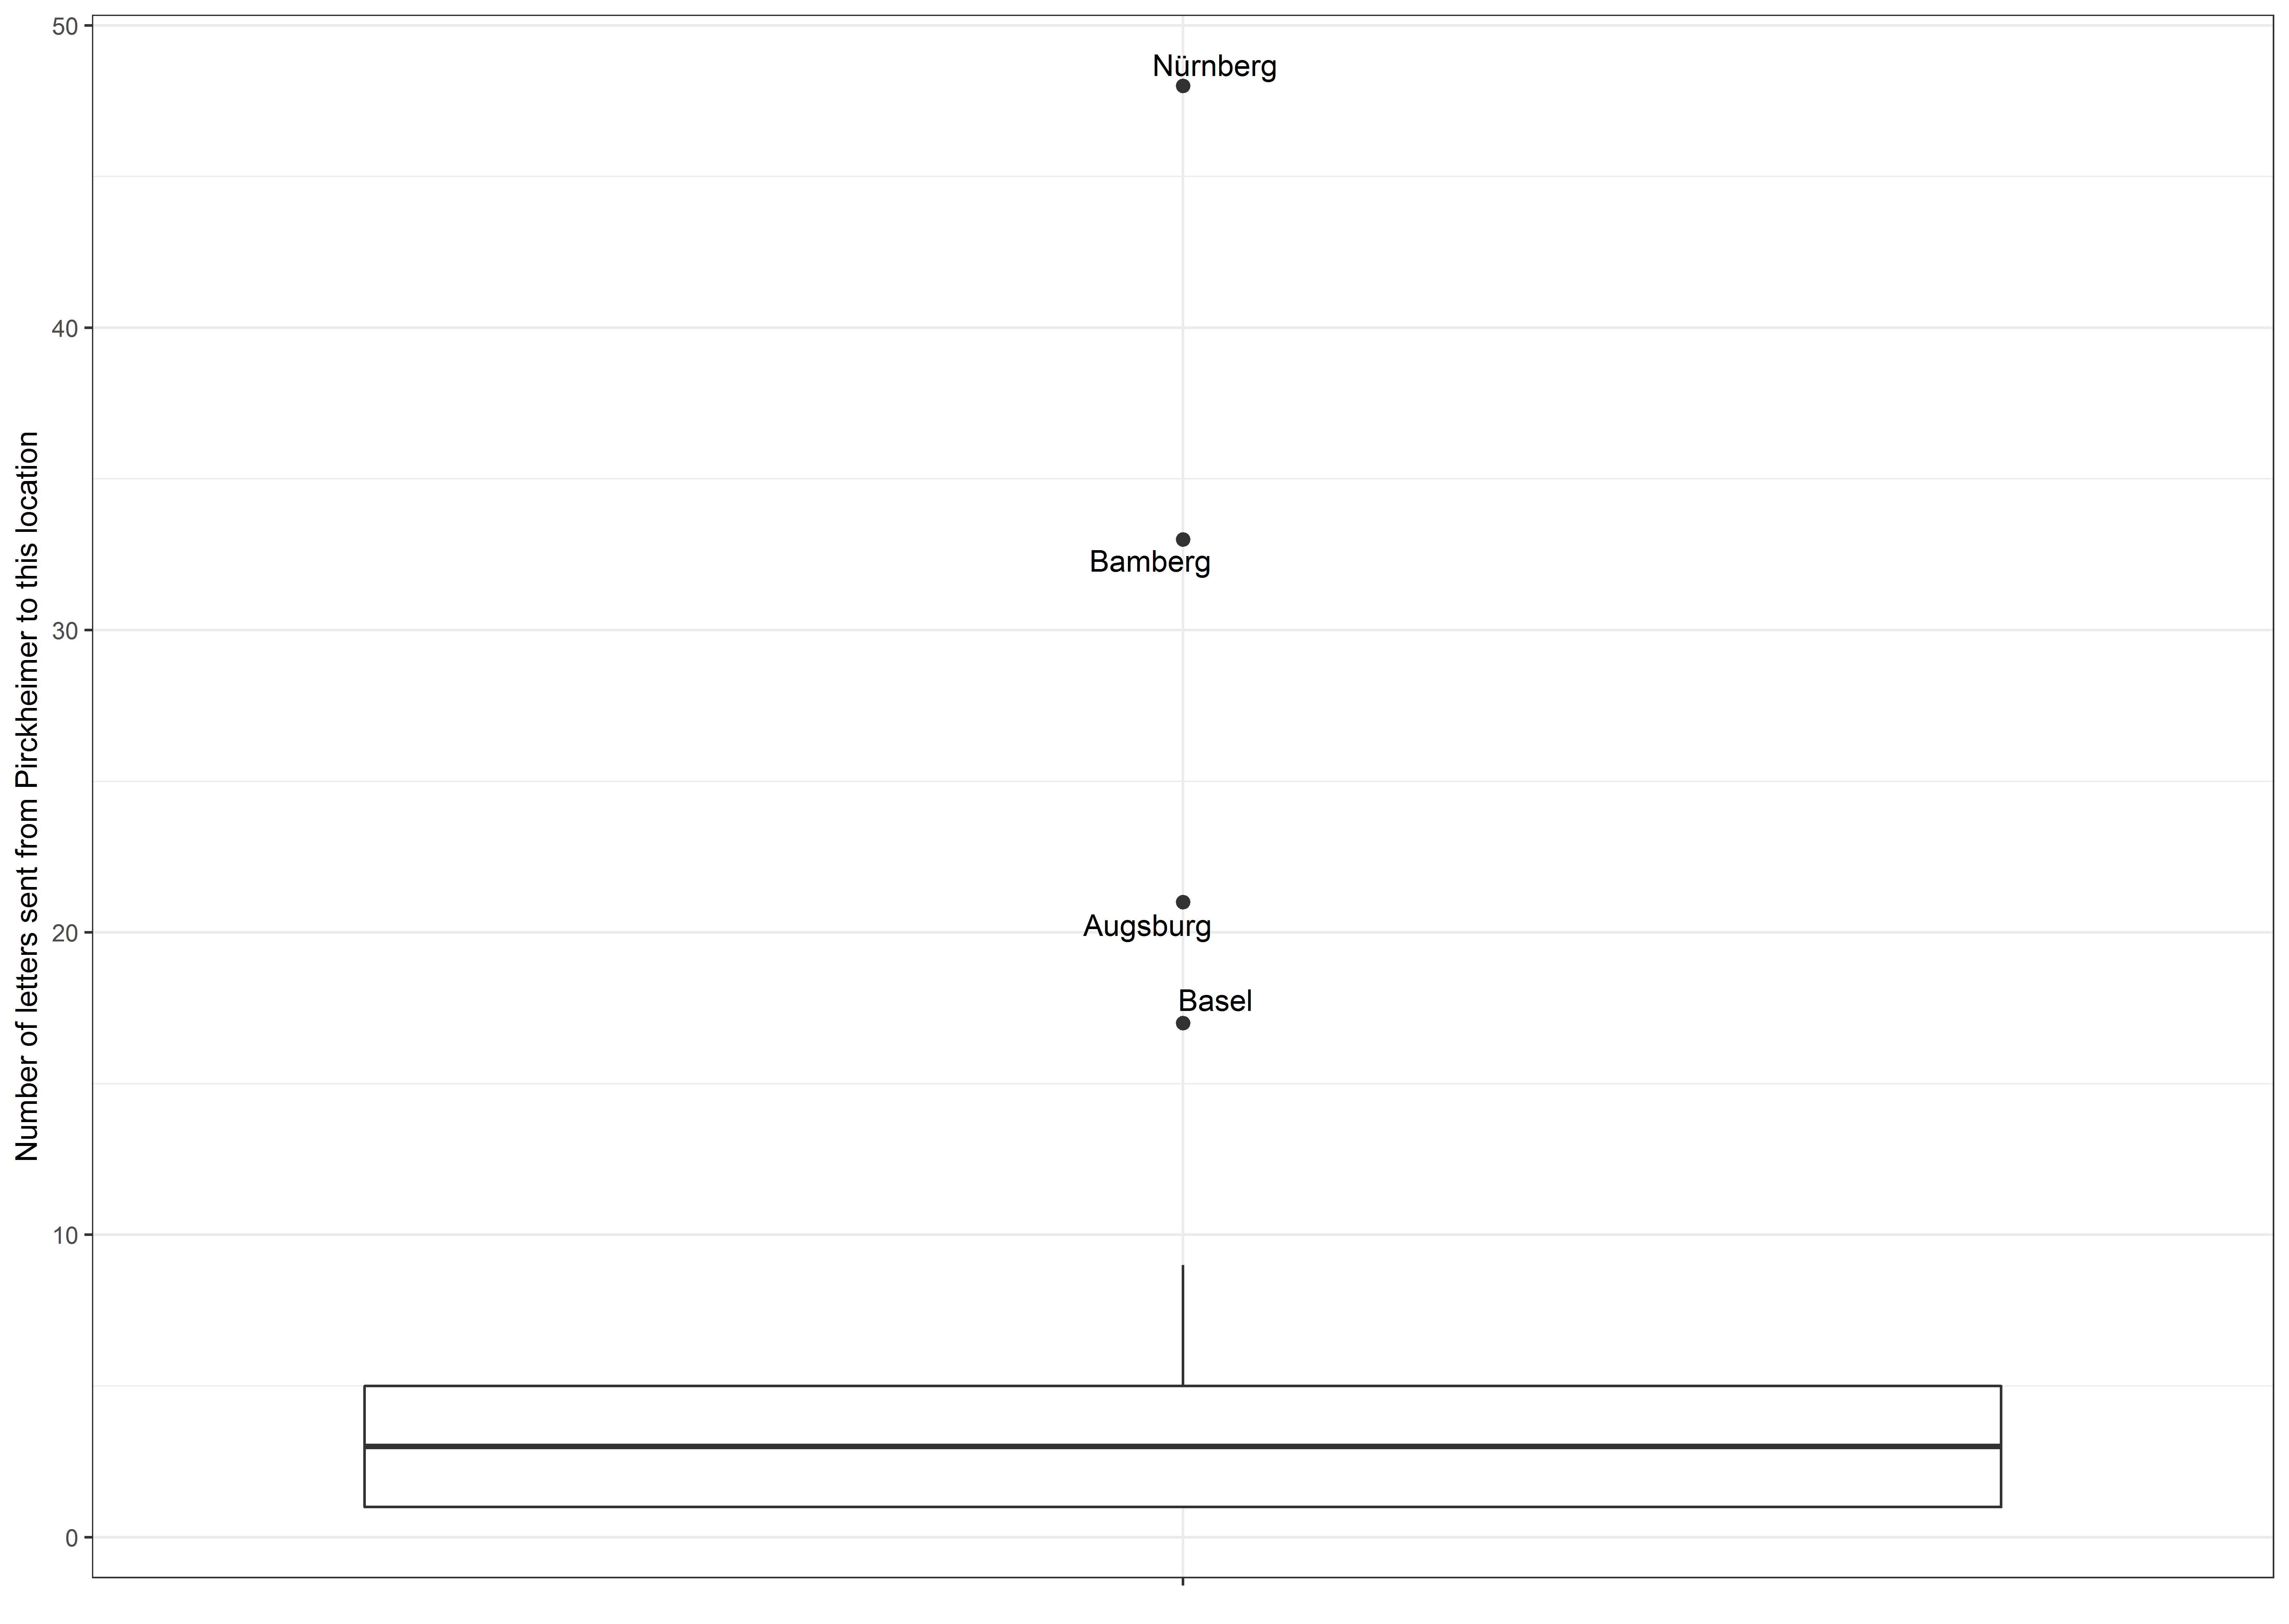 Number of letters sent from Pirckheimer to this location
50
40
30
20
10
0
Nürnberg
Bamberg
Augsburg
Basel